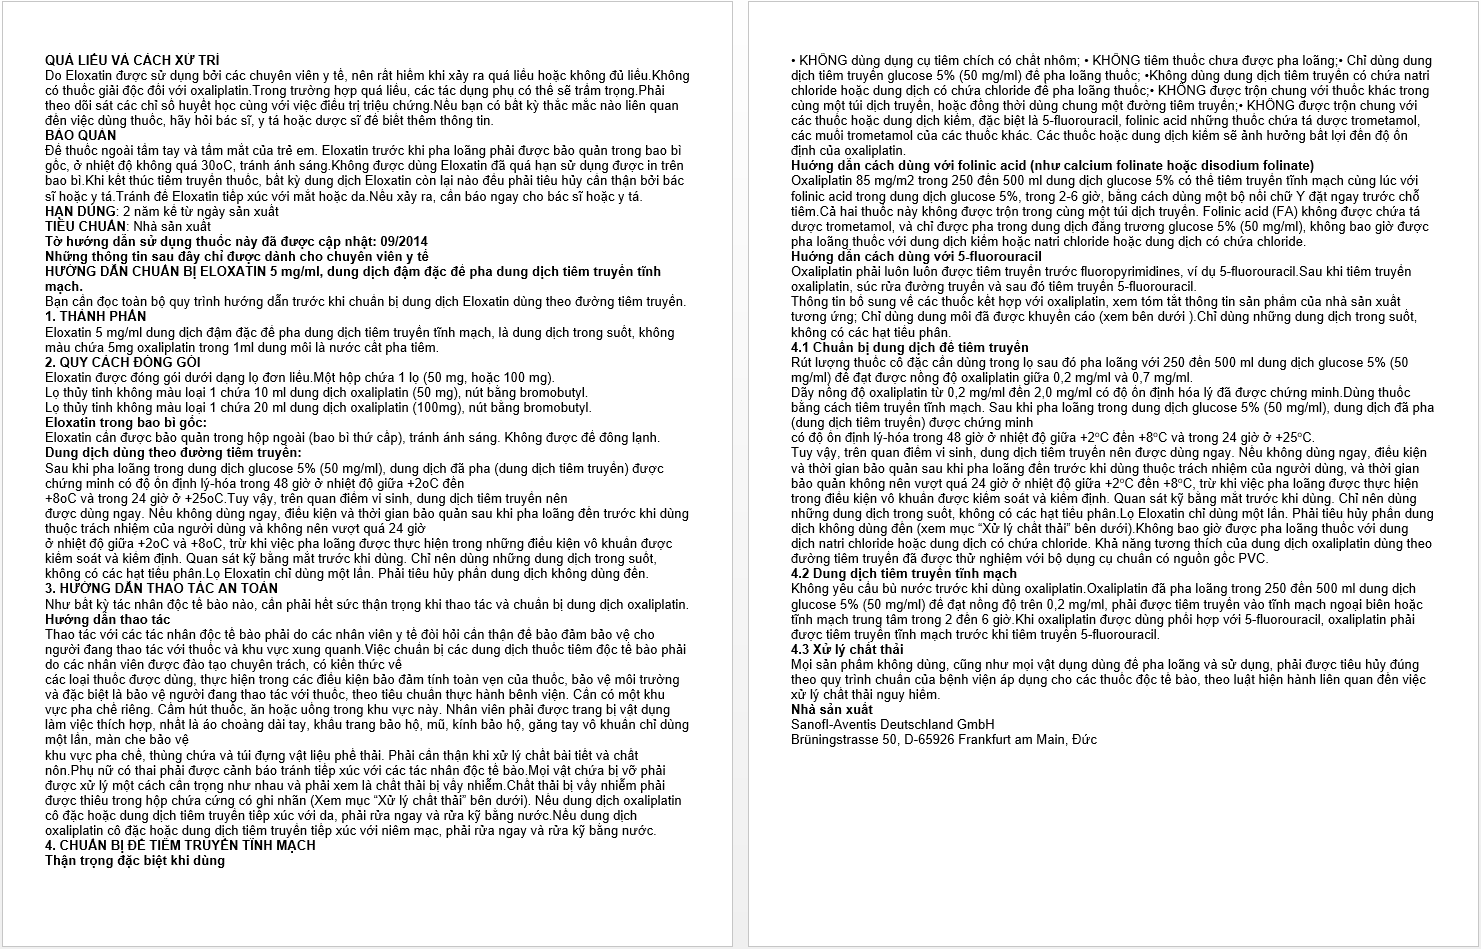 QUÁ LIỀU VÀ CÁCH XỬ TRÍ
Do Eloxatin được sử dụng bởi các chuyên viên y tế, nên rất hiếm khi xảy ra quá liều hoặc không đủ liều.Không
có thuốc giải độc đối với oxaliplatin.Trong trường hợp quá liều, các tác dụng phụ có thể sẽ trầm trọng.Phải
theo dõi sát các chỉ số huyết học cùng với việc điều trị triệu chứng.Nếu bạn có bất kỳ thắc mắc nào liên quan
đến việc dùng thuốc, hãy hỏi bác sĩ, y tá hoặc dược sĩ để biết thêm thông tin.
BẢO QUẢN
Để thuốc ngoài tầm tay và tầm mắt của trẻ em. Eloxatin trước khi pha loãng phải được bảo quản trong bao bì
gốc, ở nhiệt độ không quá 30oC, tránh ánh sáng.Không được dùng Eloxatin đã quá hạn sử dụng được in trên
bao bì.Khi kết thúc tiêm truyền thuốc, bất kỳ dung dịch Eloxatin còn lại nào đều phải tiêu hủy cẩn thận bởi bác
sĩ hoặc y tá.Tránh để Eloxatin tiếp xúc với mắt hoặc da.Nếu xảy ra, cần báo ngay cho bác sĩ hoặc y tá.
HẠN DÙNG: 2 năm kể từ ngày sản xuất
TIÊU CHUẨN: Nhà sản xuất
Tờ hướng dẫn sử dụng thuốc này đã được cập nhật: 09/2014
Những thông tin sau đây chỉ được dành cho chuyên viên y tế
HƯỚNG DẪN CHUẨN BỊ ELOXATIN 5 mg/ml, dung dịch đậm đặc để pha dung dịch tiêm truyền tĩnh
mạch.
Bạn cần đọc toàn bộ quy trình hướng dẫn trước khi chuẩn bị dung dịch Eloxatin dùng theo đường tiêm truyền.
1. THÀNH PHẦN
Eloxatin 5 mg/ml dung dịch đậm đặc để pha dung dịch tiêm truyền tĩnh mạch, là dung dịch trong suốt, không
màu chứa 5mg oxaliplatin trong 1ml dung môi là nước cất pha tiêm.
2. QUY CÁCH ĐÓNG GÓI
Eloxatin được đóng gói dưới dạng lọ đơn liều.Một hộp chứa 1 lọ (50 mg, hoặc 100 mg).
Lọ thủy tinh không màu loại 1 chứa 10 ml dung dịch oxaliplatin (50 mg), nút bằng bromobutyl.
Lọ thủy tinh không màu loại 1 chứa 20 ml dung dịch oxaliplatin (100mg), nút bằng bromobutyl.
Eloxatin trong bao bì gốc:
Eloxatin cần được bảo quản trong hộp ngoài (bao bì thứ cấp), tránh ánh sáng. Không được để đông lạnh.
Dung dịch dùng theo đường tiêm truyền:
Sau khi pha loãng trong dung dịch glucose 5% (50 mg/ml), dung dịch đã pha (dung dịch tiêm truyền) được
chứng minh có độ ổn định lý-hóa trong 48 giờ ở nhiệt độ giữa +2oC đến
+8oC và trong 24 giờ ở +25oC.Tuy vậy, trên quan điểm vi sinh, dung dịch tiêm truyền nên
được dùng ngay. Nếu không dùng ngay, điều kiện và thời gian bảo quản sau khi pha loãng đến trước khi dùng
thuộc trách nhiệm của người dùng và không nên vượt quá 24 giờ
ở nhiệt độ giữa +2oC và +8oC, trừ khi việc pha loãng được thực hiện trong những điều kiện vô khuẩn được
kiểm soát và kiểm định. Quan sát kỹ bằng mắt trước khi dùng. Chỉ nên dùng những dung dịch trong suốt,
không có các hạt tiểu phân.Lọ Eloxatin chỉ dùng một lần. Phải tiêu hủy phần dung dịch không dùng đến.
3. HƯỚNG DẪN THAO TÁC AN TOÀN
Như bất kỳ tác nhân độc tế bào nào, cần phải hết sức thận trọng khi thao tác và chuẩn bị dung dịch oxaliplatin.
Hướng dẫn thao tác
Thao tác với các tác nhân độc tế bào phải do các nhân viên y tế đòi hỏi cẩn thận để bảo đảm bảo vệ cho
người đang thao tác với thuốc và khu vực xung quanh.Việc chuẩn bị các dung dịch thuốc tiêm độc tế bào phải
do các nhân viên được đào tạo chuyên trách, có kiến thức về
các loại thuốc được dùng, thực hiện trong các điều kiện bảo đảm tính toàn vẹn của thuốc, bảo vệ môi trường
và đặc biệt là bảo vệ người đang thao tác với thuốc, theo tiêu chuẩn thực hành bệnh viện. Cần có một khu
vực pha chế riêng. Cấm hút thuốc, ăn hoặc uống trong khu vực này. Nhân viên phải được trang bị vật dụng
làm việc thích hợp, nhất là áo choàng dài tay, khẩu trang bảo hộ, mũ, kính bảo hộ, găng tay vô khuẩn chỉ dùng
một lần, màn che bảo vệ
khu vực pha chế, thùng chứa và túi đựng vật liệu phế thải. Phải cẩn thận khi xử lý chất bài tiết và chất
nôn.Phụ nữ có thai phải được cảnh báo tránh tiếp xúc với các tác nhân độc tế bào.Mọi vật chứa bị vỡ phải
được xử lý một cách cẩn trọng như nhau và phải xem là chất thải bị vấy nhiễm.Chất thải bị vấy nhiễm phải
được thiêu trong hộp chứa cứng có ghi nhãn (Xem mục “Xử lý chất thải” bên dưới). Nếu dung dịch oxaliplatin
cô đặc hoặc dung dịch tiêm truyền tiếp xúc với da, phải rửa ngay và rửa kỹ bằng nước.Nếu dung dịch
oxaliplatin cô đặc hoặc dung dịch tiêm truyền tiếp xúc với niêm mạc, phải rửa ngay và rửa kỹ bằng nước.
4. CHUẨN BỊ ĐỂ TIÊM TRUYỀN TĨNH MẠCH
Thận trọng đặc biệt khi dùng
• KHÔNG dùng dụng cụ tiêm chích có chất nhôm; • KHÔNG tiêm thuốc chưa được pha loãng;• Chỉ dùng dung
dịch tiêm truyền glucose 5% (50 mg/ml) để pha loãng thuốc; •Không dùng dung dịch tiêm truyền có chứa natri
chloride hoặc dung dịch có chứa chloride để pha loãng thuốc;• KHÔNG được trộn chung với thuốc khác trong
cùng một túi dịch truyền, hoặc đồng thời dùng chung một đường tiêm truyền;• KHÔNG được trộn chung với
các thuốc hoặc dung dịch kiềm, đặc biệt là 5-fluorouracil, folinic acid những thuốc chứa tá dược trometamol,
các muối trometamol của các thuốc khác. Các thuốc hoặc dung dịch kiềm sẽ ảnh hưởng bất lợi đến độ ổn
định của oxaliplatin.
Hướng dẫn cách dùng với folinic acid (như calcium folinate hoặc disodium folinate)
Oxaliplatin 85 mg/m2 trong 250 đến 500 ml dung dịch glucose 5% có thể tiêm truyền tĩnh mạch cùng lúc với
folinic acid trong dung dịch glucose 5%, trong 2-6 giờ, bằng cách dùng một bộ nối chữ Y đặt ngay trước chỗ
tiêm.Cả hai thuốc này không được trộn trong cùng một túi dịch truyền. Folinic acid (FA) không được chứa tá
dược trometamol, và chỉ được pha trong dung dịch đẳng trương glucose 5% (50 mg/ml), không bao giờ được
pha loãng thuốc với dung dịch kiềm hoặc natri chloride hoặc dung dịch có chứa chloride.
Hướng dẫn cách dùng với 5-fluorouracil
Oxaliplatin phải luôn luôn được tiêm truyền trước fluoropyrimidines, ví dụ 5-fluorouracil.Sau khi tiêm truyền
oxaliplatin, súc rửa đường truyền và sau đó tiêm truyền 5-fluorouracil.
Thông tin bổ sung về các thuốc kết hợp với oxaliplatin, xem tóm tắt thông tin sản phẩm của nhà sản xuất
tương ứng; Chỉ dùng dung môi đã được khuyến cáo (xem bên dưới ).Chỉ dùng những dung dịch trong suốt,
không có các hạt tiểu phân.
4.1 Chuẩn bị dung dịch để tiêm truyền
Rút lượng thuốc cô đặc cần dùng trong lọ sau đó pha loãng với 250 đến 500 ml dung dịch glucose 5% (50
mg/ml) để đạt được nồng độ oxaliplatin giữa 0,2 mg/ml và 0,7 mg/ml.
Dãy nồng độ oxaliplatin từ 0,2 mg/ml đến 2,0 mg/ml có độ ổn định hóa lý đã được chứng minh.Dùng thuốc
bằng cách tiêm truyền tĩnh mạch. Sau khi pha loãng trong dung dịch glucose 5% (50 mg/ml), dung dịch đã pha
(dung dịch tiêm truyền) được chứng minh
có độ ổn định lý-hóa trong 48 giờ ở nhiệt độ giữa +2°C đến +8°C và trong 24 giờ ở +25°C.
Tuy vậy, trên quan điểm vi sinh, dung dịch tiêm truyền nên được dùng ngay. Nếu không dùng ngay, điều kiện
và thời gian bảo quản sau khi pha loãng đến trước khi dùng thuộc trách nhiệm của người dùng, và thời gian
bảo quản không nên vượt quá 24 giờ ở nhiệt độ giữa +2°C đến +8°C, trừ khi việc pha loãng được thực hiện
trong điều kiện vô khuẩn được kiểm soát và kiểm định. Quan sát kỹ bằng mắt trước khi dùng. Chỉ nên dùng
những dung dịch trong suốt, không có các hạt tiểu phân.Lọ Eloxatin chỉ dùng một lần. Phải tiêu hủy phần dung
dịch không dùng đến (xem mục “Xử lý chất thải” bên dưới).Không bao giờ được pha loãng thuốc với dung
dịch natri chloride hoặc dung dịch có chứa chloride. Khả năng tương thích của dung dịch oxaliplatin dùng theo
đường tiêm truyền đã được thử nghiệm với bộ dụng cụ chuẩn có nguồn gốc PVC.
4.2 Dung dịch tiêm truyền tĩnh mạch
Không yêu cầu bù nước trước khi dùng oxaliplatin.Oxaliplatin đã pha loãng trong 250 đến 500 ml dung dịch
glucose 5% (50 mg/ml) để đạt nồng độ trên 0,2 mg/ml, phải được tiêm truyền vào tĩnh mạch ngoại biên hoặc
tĩnh mạch trung tâm trong 2 đến 6 giờ.Khi oxaliplatin được dùng phối hợp với 5-fluorouracil, oxaliplatin phải
được tiêm truyền tĩnh mạch trước khi tiêm truyền 5-fluorouracil.
4.3 Xử lý chất thải
Mọi sản phẩm không dùng, cũng như mọi vật dụng dùng để pha loãng và sử dụng, phải được tiêu hủy đúng
theo quy trình chuẩn của bệnh viện áp dụng cho các thuốc độc tế bào, theo luật hiện hành liên quan đến việc
xử lý chất thải nguy hiểm.
Nhà sản xuất
Sanofl-Aventis Deutschland GmbH
Brüningstrasse 50, D-65926 Frankfurt am Main, Đức